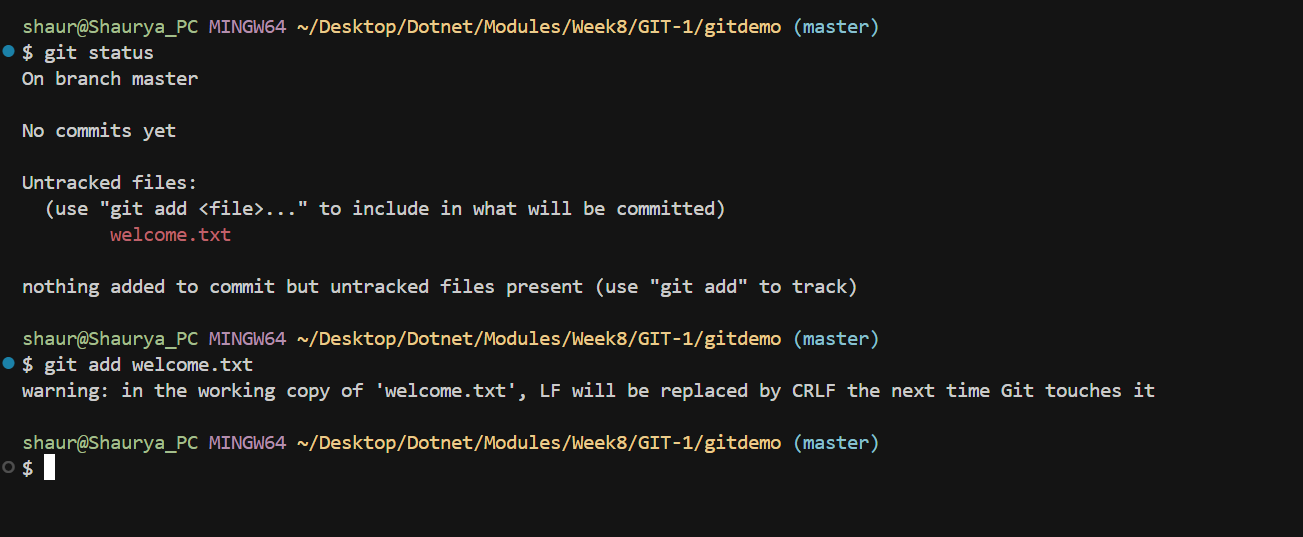 shaur@Shaurya_PC MINGW64 ~/Desktop/Dotnet/Modules/Week8/GIT-1/gitdemo (master)
$ git status
On branch master
No commits yet
Untracked files:
(use "git add <file>..." to include in what will be committed)
welcome.txt
nothing added to commit but untracked files present (use "git add" to track)
shaur@Shaurya_PC MINGW64 ~/Desktop/Dotnet/Modules/Week8/GIT-1/gitdemo (master)
$ git add welcome.txt
warning: in the working copy of 'welcome.txt', LF will be replaced by CRLF the next time Git touches it
shaur@Shaurya_PC MINGW64 ~/Desktop/Dotnet/Modules/Week8/GIT-1/gitdemo (master)
$